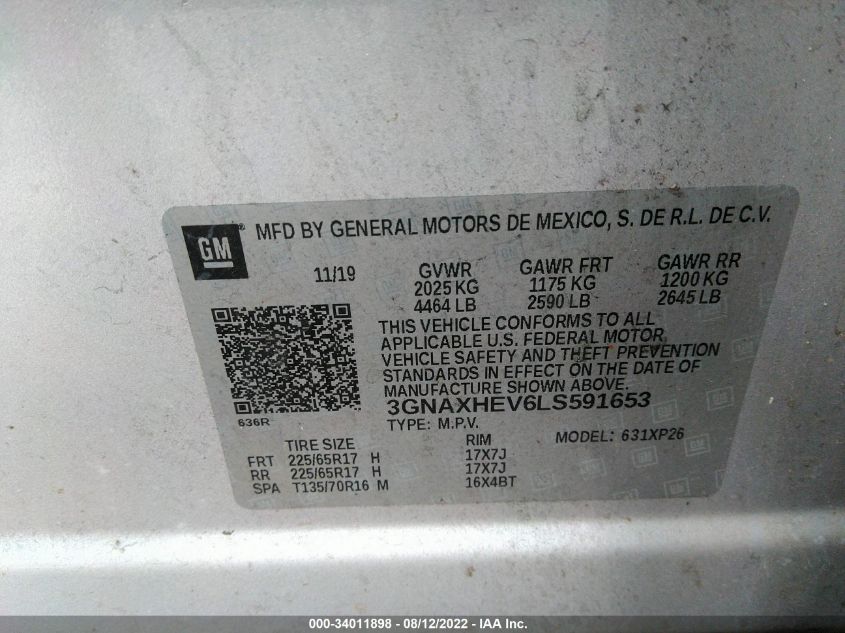 GM
®
MFD BY GENERAL MOTORS DE MEXICO, S. DE R.L. DE C.V.
11/19 GVWR GAWR FRT GAWR RR
2025 KG 1175 KG 1200 KG
4464 LB 2590 LB 2645 LB
THIS VEHICLE CONFORMS TO ALL
APPLICABLE U.S. FEDERAL MOTOR
VEHICLE SAFETY AND THEFT PREVENTION
STANDARDS IN EFFECT ON THE DATE OF
MANUFACTURE SHOWN ABOVE.
3GNAXHEV6LS591653
636R
TYPE: M.P.V. MODEL: 631XP26
TIRE SIZE RIM
FRT 225/65R17 H 17X7J
RR 225/65R17 H 17X7J
SPA T135/70R16 M 16X4BT
000-34011898 - 08/12/2022 - IAA Inc.